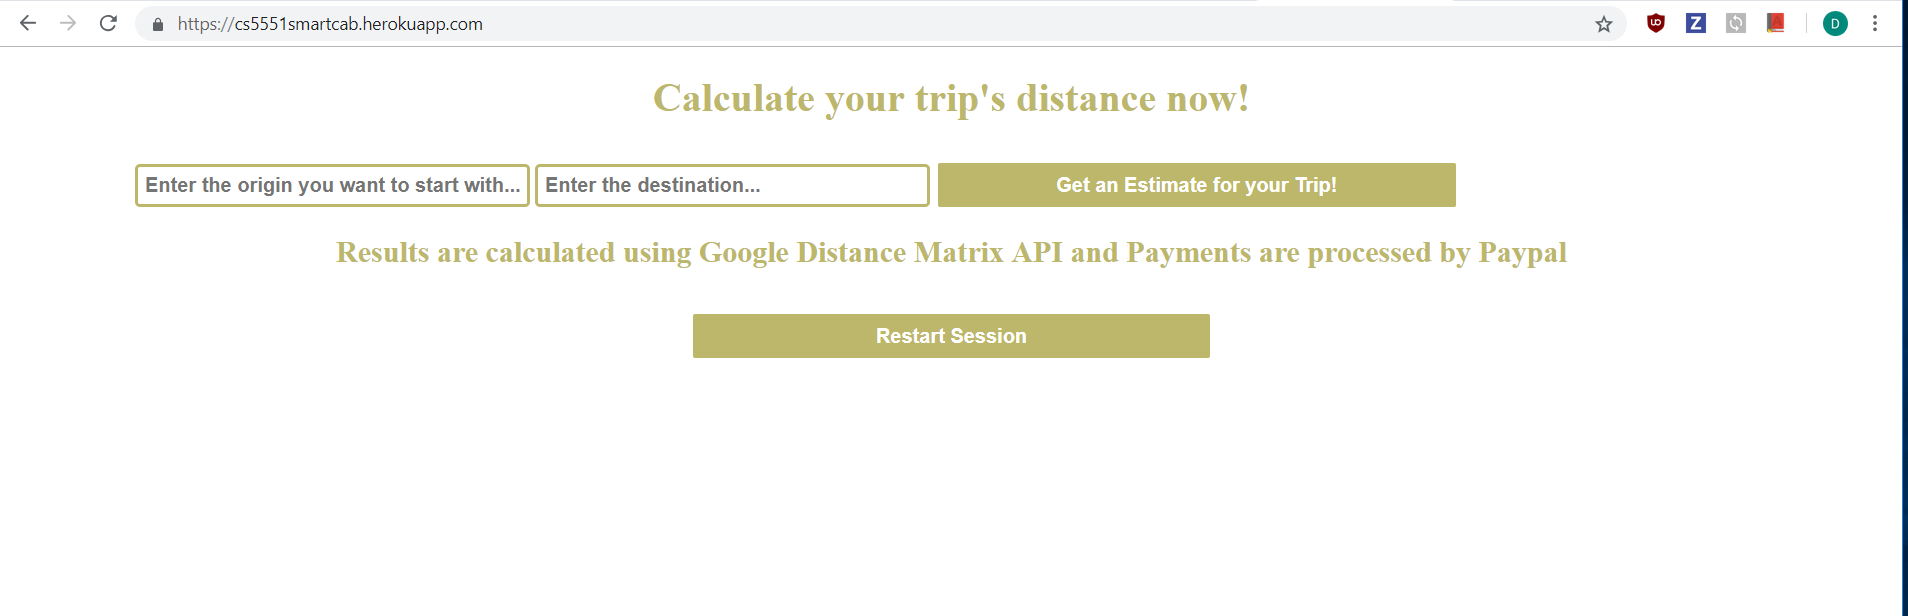 https://cs5551smartcab.herokuapp.com
D
Calculate your trip's distance now!
Enter the origin you want to start with... Enter the destination... Get an Estimate for your Trip!
Results are calculated using Google Distance Matrix API and Payments are processed by Paypal
Restart Session